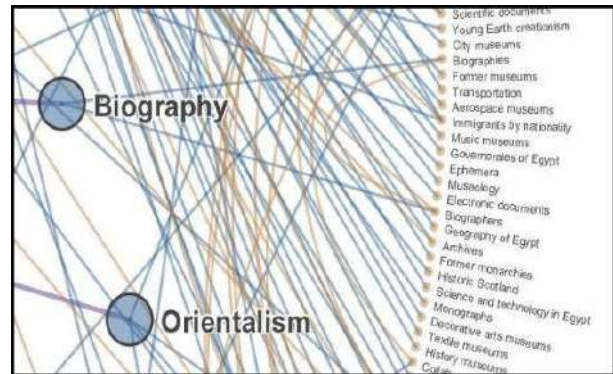 Biography
Orientalism
Scientific documents
Young Earth creationism
City museums
Biographies
Former museums
Transportation
Aerospace museums
Immigrants by nationality
Music museums
Governorates of Egypt
Ephemera
Museology
Electronic documents
Biographers
Geography of Egypt
Archives
Former monarchies
Historic Scotland
Science and technology in Egypt
Monographs
Decorative arts museums
Textile museums
History museums